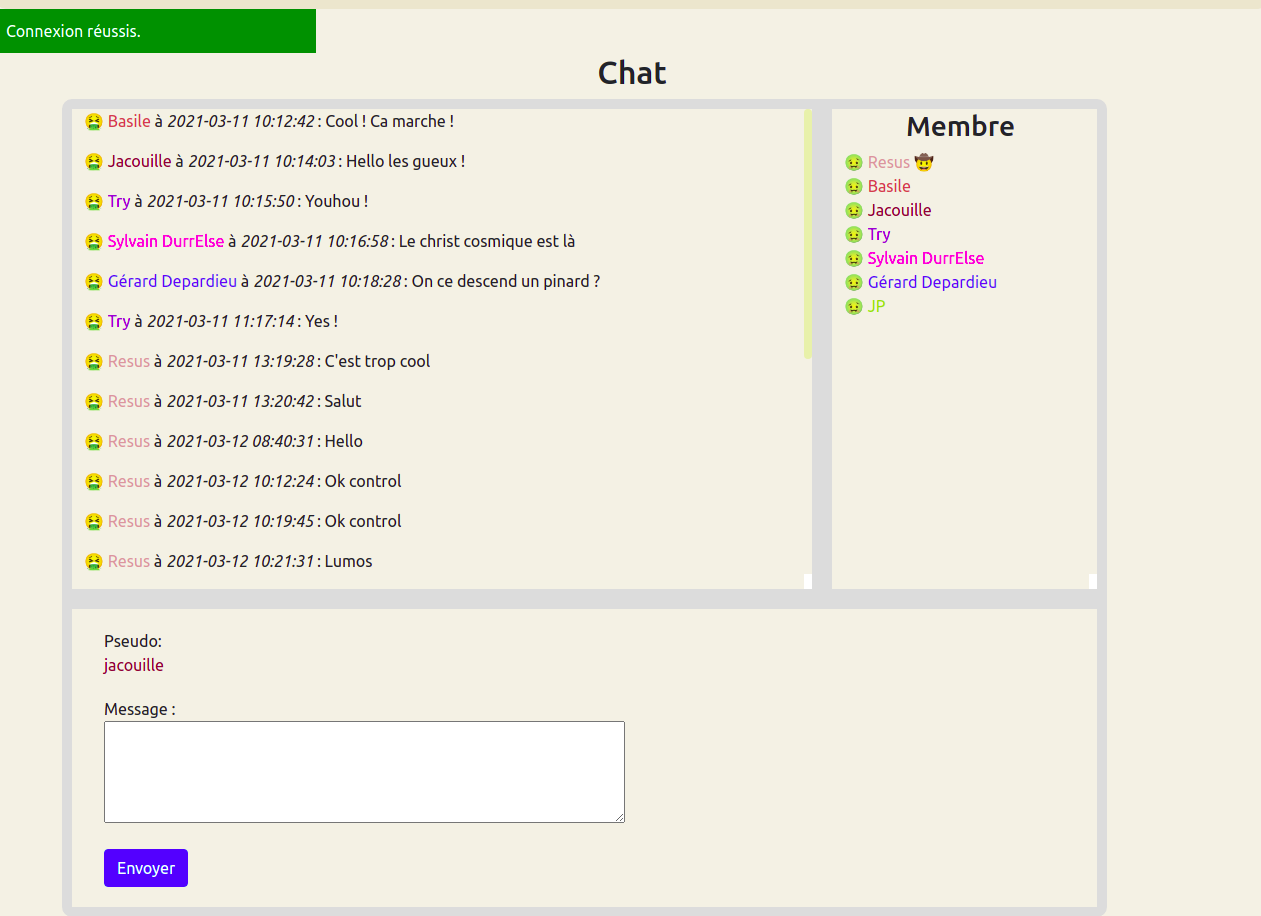 Connexion réussis.
Chat
🤮 Basile à 2021-03-11 10:12:42 : Cool ! Ca marche !
🤮 Jacouille à 2021-03-11 10:14:03 : Hello les gueux !
🤮 Try à 2021-03-11 10:15:50 : Youhou !
🤮 Sylvain DurrElse à 2021-03-11 10:16:58 : Le christ cosmique est là
🤮 Gérard Depardieu à 2021-03-11 10:18:28 : On ce descend un pinard ?
🤮 Try à 2021-03-11 11:17:14 : Yes !
🤮 Resus à 2021-03-11 13:19:28 : C'est trop cool
🤮 Resus à 2021-03-11 13:20:42 : Salut
🤮 Resus à 2021-03-12 08:40:31 : Hello
🤮 Resus à 2021-03-12 10:12:24 : Ok control
🤮 Resus à 2021-03-12 10:19:45 : Ok control
🤮 Resus à 2021-03-12 10:21:31 : Lumos
Membre
🤢 Resus 🤠
🤢 Basile
🤢 Jacouille
🤢 Try
🤢 Sylvain DurrElse
🤢 Gérard Depardieu
🤢 JP
Pseudo:
jacouille
Message :
Envoyer